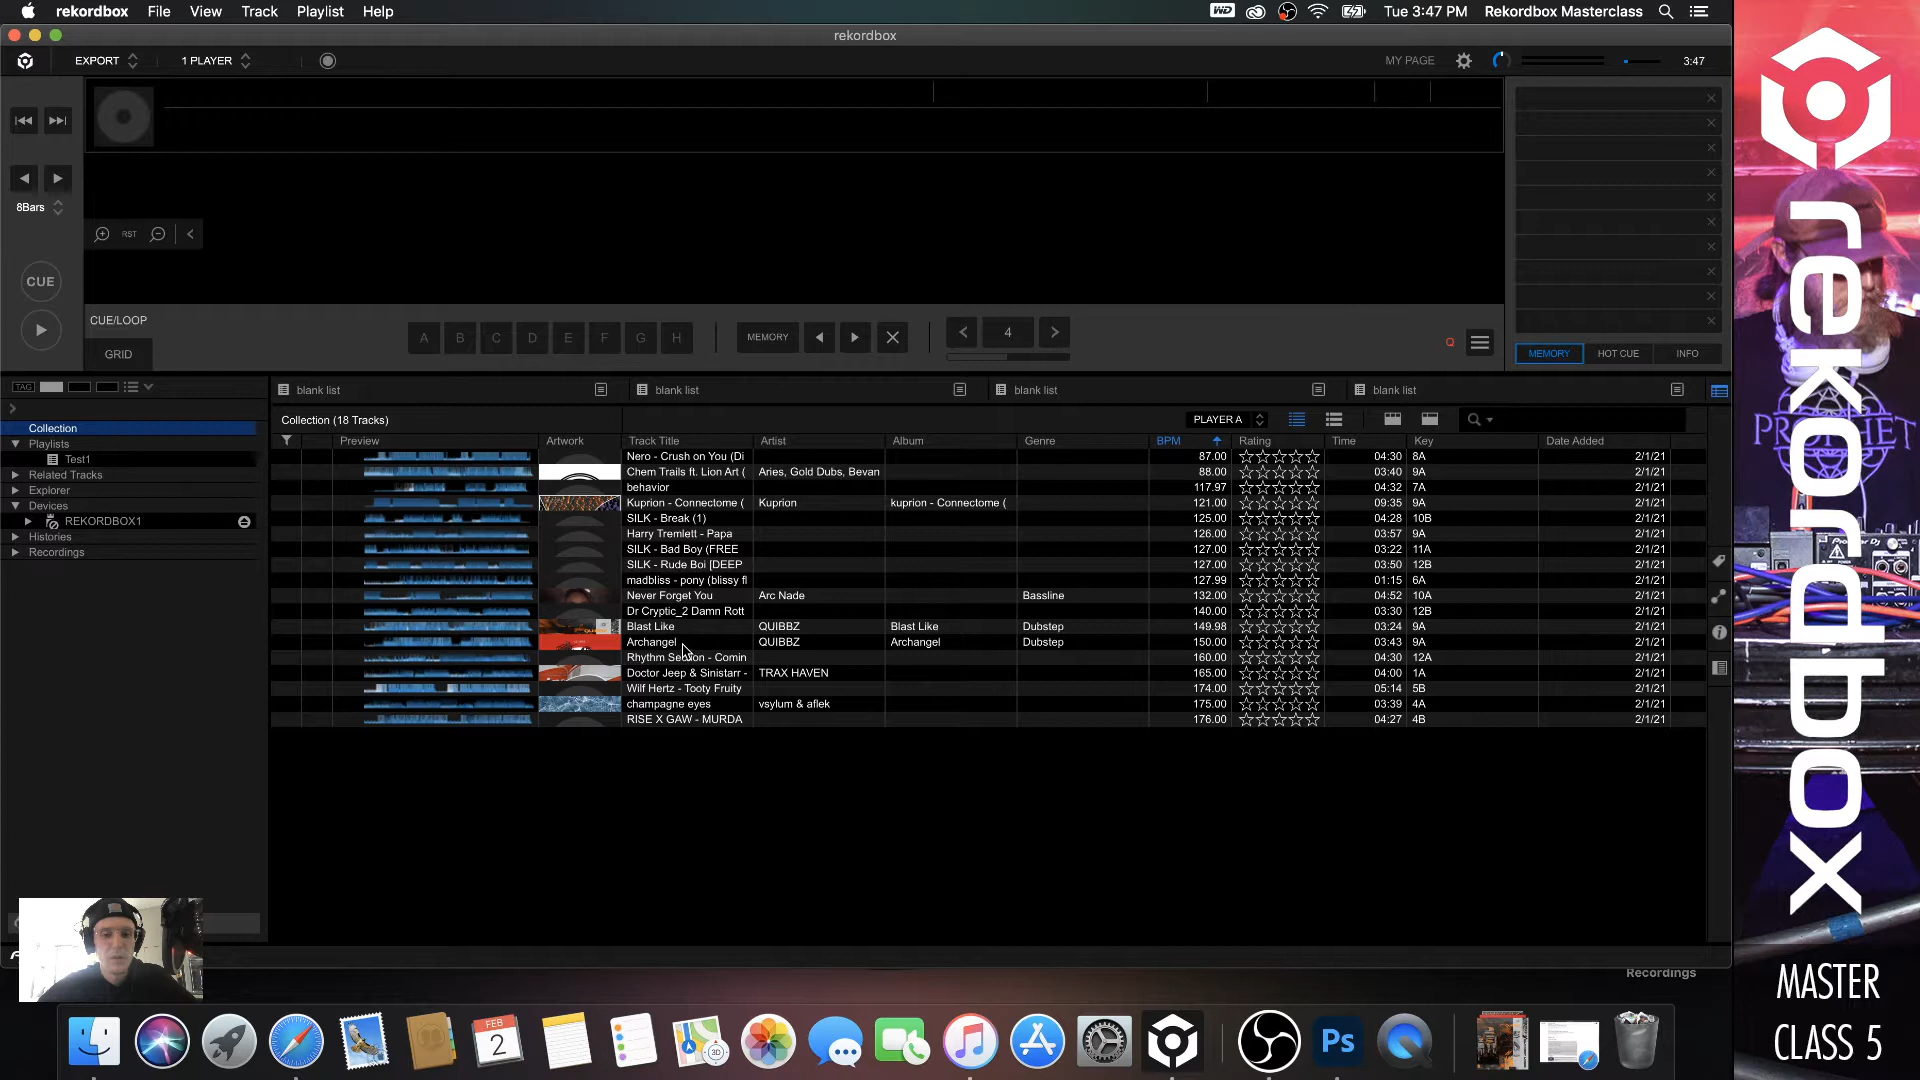 rekordbox File View Track Playlist Help
WD Tue 3:47 PM Rekordbox Masterclass
rekordbox
EXPORT 1 PLAYER MY PAGE 3:47
8Bars
RST
CUE
CUE/LOOP
GRID
A B C D E F G H MEMORY 4 Q
MEMORY HOT CUE INFO
TAG
blank list blank list blank list blank list
Collection (18 Tracks) PLAYER A
Collection
Playlists
Test1
Related Tracks
Explorer
Devices
REKORDBOX1
Histories
Recordings
Preview Artwork Track Title Artist Album Genre BPM Rating Time Key Date Added
Nero - Crush on You (Di 87.00 04:30 8A 2/1/21
Chem Trails ft. Lion Art ( Aries, Gold Dubs, Bevan 88.00 03:40 9A 2/1/21
behavior 117.97 04:32 7A 2/1/21
Kuprion - Connectome ( Kuprion kuprion - Connectome ( 121.00 09:35 9A 2/1/21
SILK - Break (1) 125.00 04:28 10B 2/1/21
Harry Tremlett - Papa 126.00 03:57 9A 2/1/21
SILK - Bad Boy (FREE 127.00 03:22 11A 2/1/21
SILK - Rude Boi [DEEP 127.00 03:50 12B 2/1/21
madbliss - pony (blissy fl 127.99 01:15 6A 2/1/21
Never Forget You Arc Nade Bassline 132.00 04:52 10A 2/1/21
Dr Cryptic_2 Damn Rott 140.00 03:30 12B 2/1/21
Blast Like QUIBBZ Blast Like Dubstep 149.98 03:24 9A 2/1/21
Archangel QUIBBZ Archangel Dubstep 150.00 03:43 9A 2/1/21
Rhythm Section - Comin 160.00 04:30 12A 2/1/21
Doctor Jeep & Sinistarr - TRAX HAVEN 165.00 04:00 1A 2/1/21
Wilf Hertz - Tooty Fruity 174.00 05:14 5B 2/1/21
champagne eyes vsylum & aflek 175.00 03:39 4A 2/1/21
RISE X GAW - MURDA 176.00 04:27 4B 2/1/21
Recordings
FEB
2
3D
Ps
rekordbox
PROPHET
Pioneer Dj
MASTER
CLASS 5